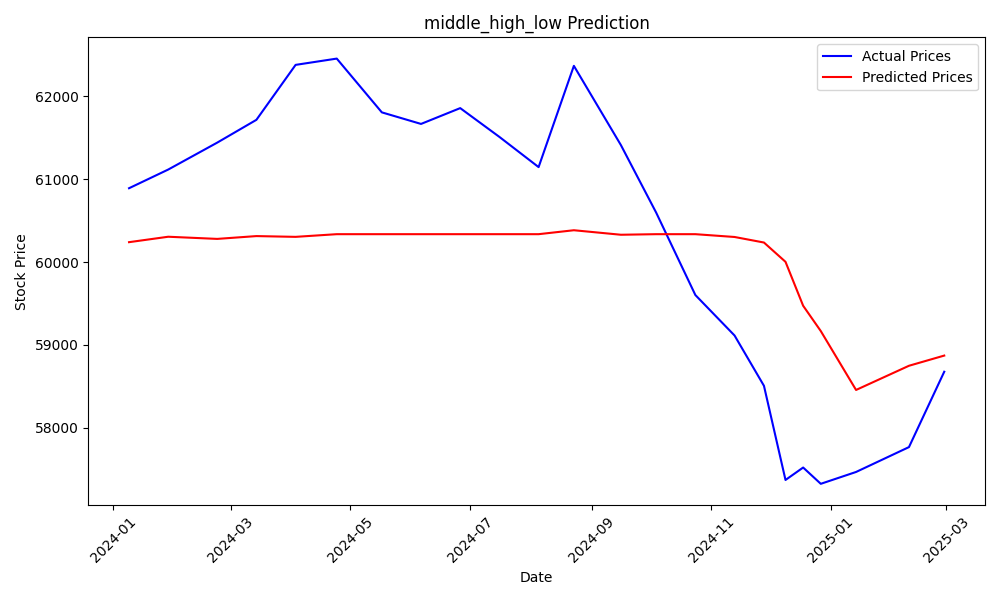 middle_high_low Prediction
Actual Prices
Predicted Prices
Stock Price
62000
61000
60000
59000
58000
2024-01
2024-03
2024-05
2024-07
2024-09
2024-11
2025-01
2025-03
Date